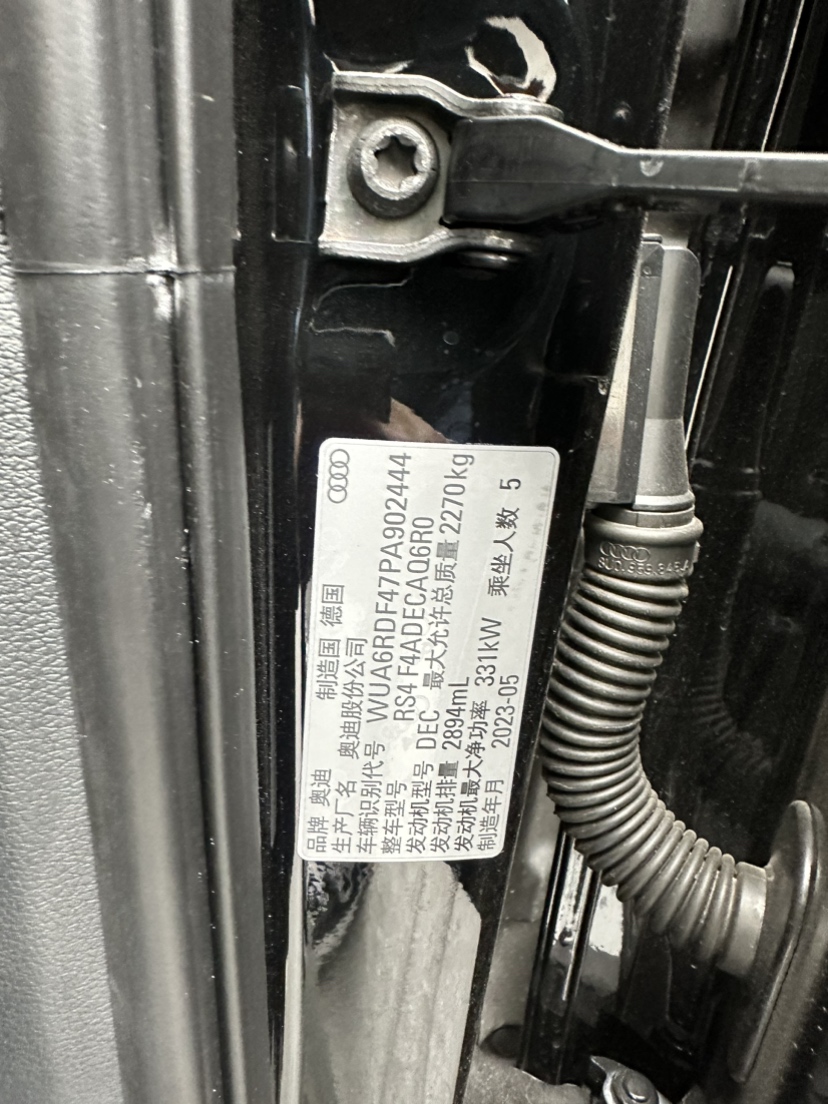 品牌 奥迪 制造国 德国
生产厂名 奥迪股份公司
车辆识别代号 WUA6RDF47PA902444
整车型号 RS4 F4ADECAQ6R0
发动机型号 DEC 最大允许总质量 2270kg
发动机排量 2894mL
发动机最大净功率 331kW 乘坐人数 5
制造年月 2023-05